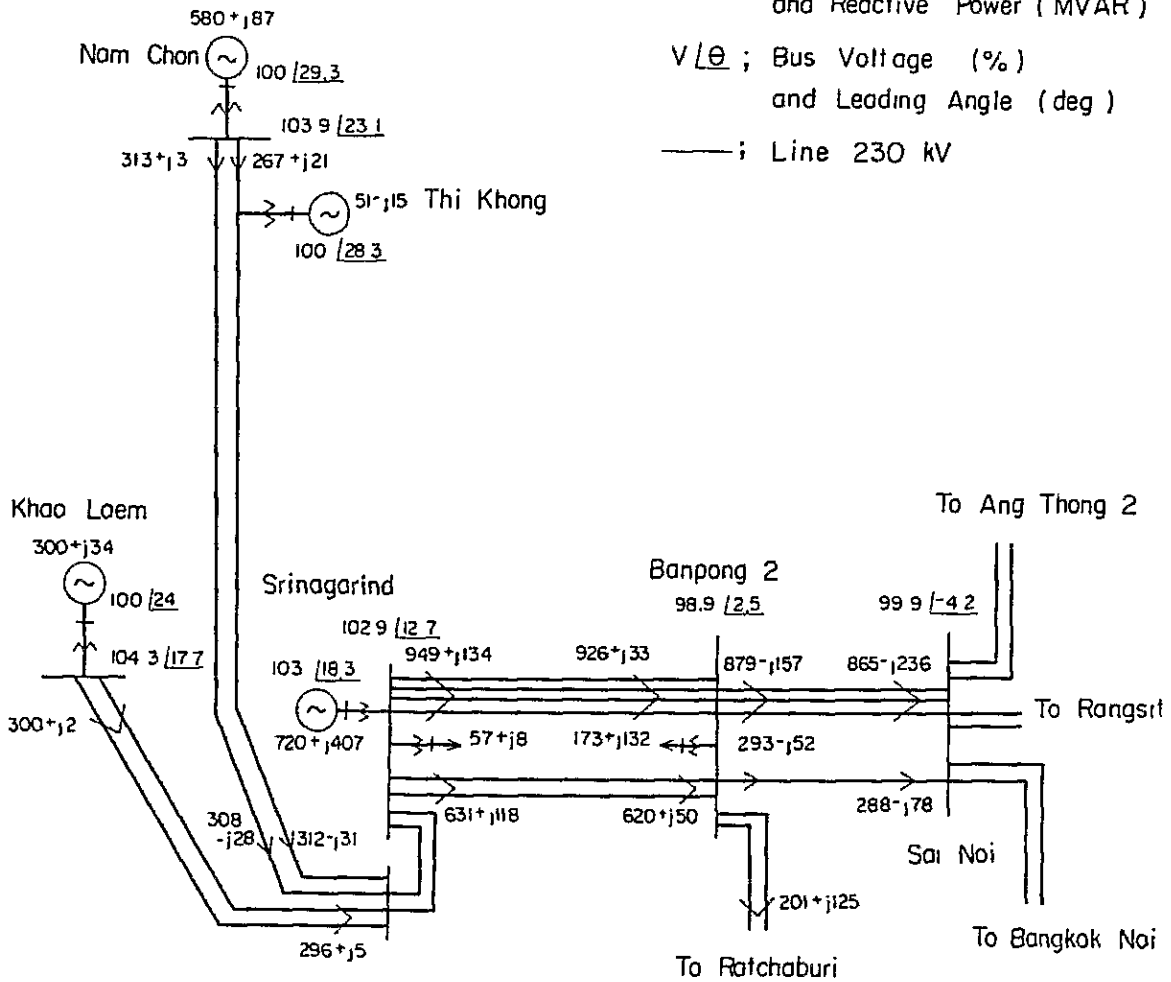 and Reactive Power (MVAR)
V/θ ; Bus Voltage (%)
and Leading Angle (deg)
; Line 230 kV
580+j87
Nam Chon
100 /29.3
103 9 /23 1
313+j3
267+j21
51-j15 Thi Khong
100 /28 3
Khao Laem
300+j34
100 /24
104 3 /17 7
300+j2
Srinagarind
102 9 /12 7
103 /18.3
720+j407
949+j134
926+j33
57+j8
173+j132
631+j118
620+j50
308
-j28
312-j31
296+j5
Banpong 2
98.9 /2.5
879-j157
865-j236
293-j52
288-j78
201+j125
To Ratchaburi
To Ang Thong 2
99 9 /-4 2
To Rangsit
Sai Noi
To Bangkok Noi